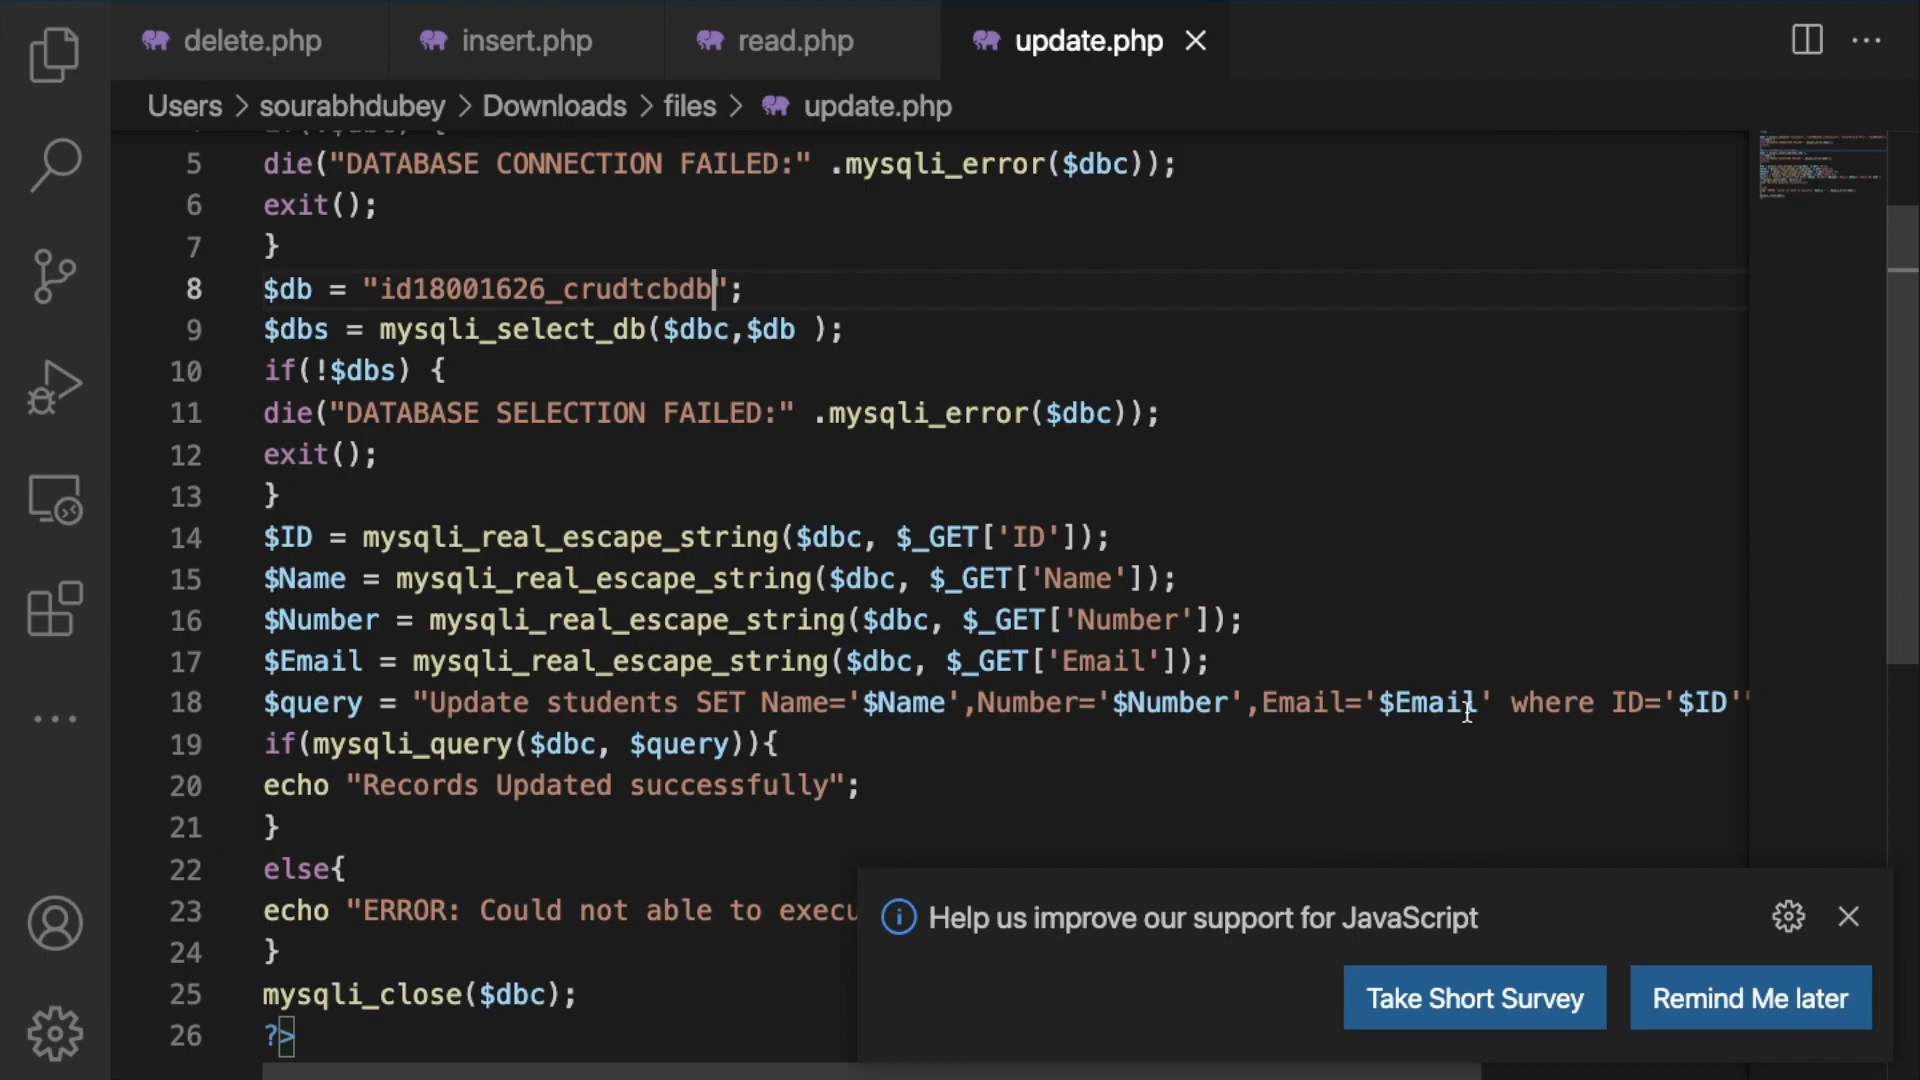 delete.php insert.php read.php update.php
Users > sourabhdubey > Downloads > files > update.php
5 die("DATABASE CONNECTION FAILED:" .mysqli_error($dbc));
6 exit();
7 }
8 $db = "id18001626_crudtcbdb";
9 $dbs = mysqli_select_db($dbc,$db );
10 if(!$dbs) {
11 die("DATABASE SELECTION FAILED:" .mysqli_error($dbc));
12 exit();
13 }
14 $ID = mysqli_real_escape_string($dbc, $_GET['ID']);
15 $Name = mysqli_real_escape_string($dbc, $_GET['Name']);
16 $Number = mysqli_real_escape_string($dbc, $_GET['Number']);
17 $Email = mysqli_real_escape_string($dbc, $_GET['Email']);
18 $query = "Update students SET Name='$Name',Number='$Number',Email='$Email' where ID='$ID'"
19 if(mysqli_query($dbc, $query)){
20 echo "Records Updated successfully";
21 }
22 else{
23 echo "ERROR: Could not able to execu
24 }
25 mysqli_close($dbc);
26 ?>
Help us improve our support for JavaScript
Take Short Survey Remind Me later